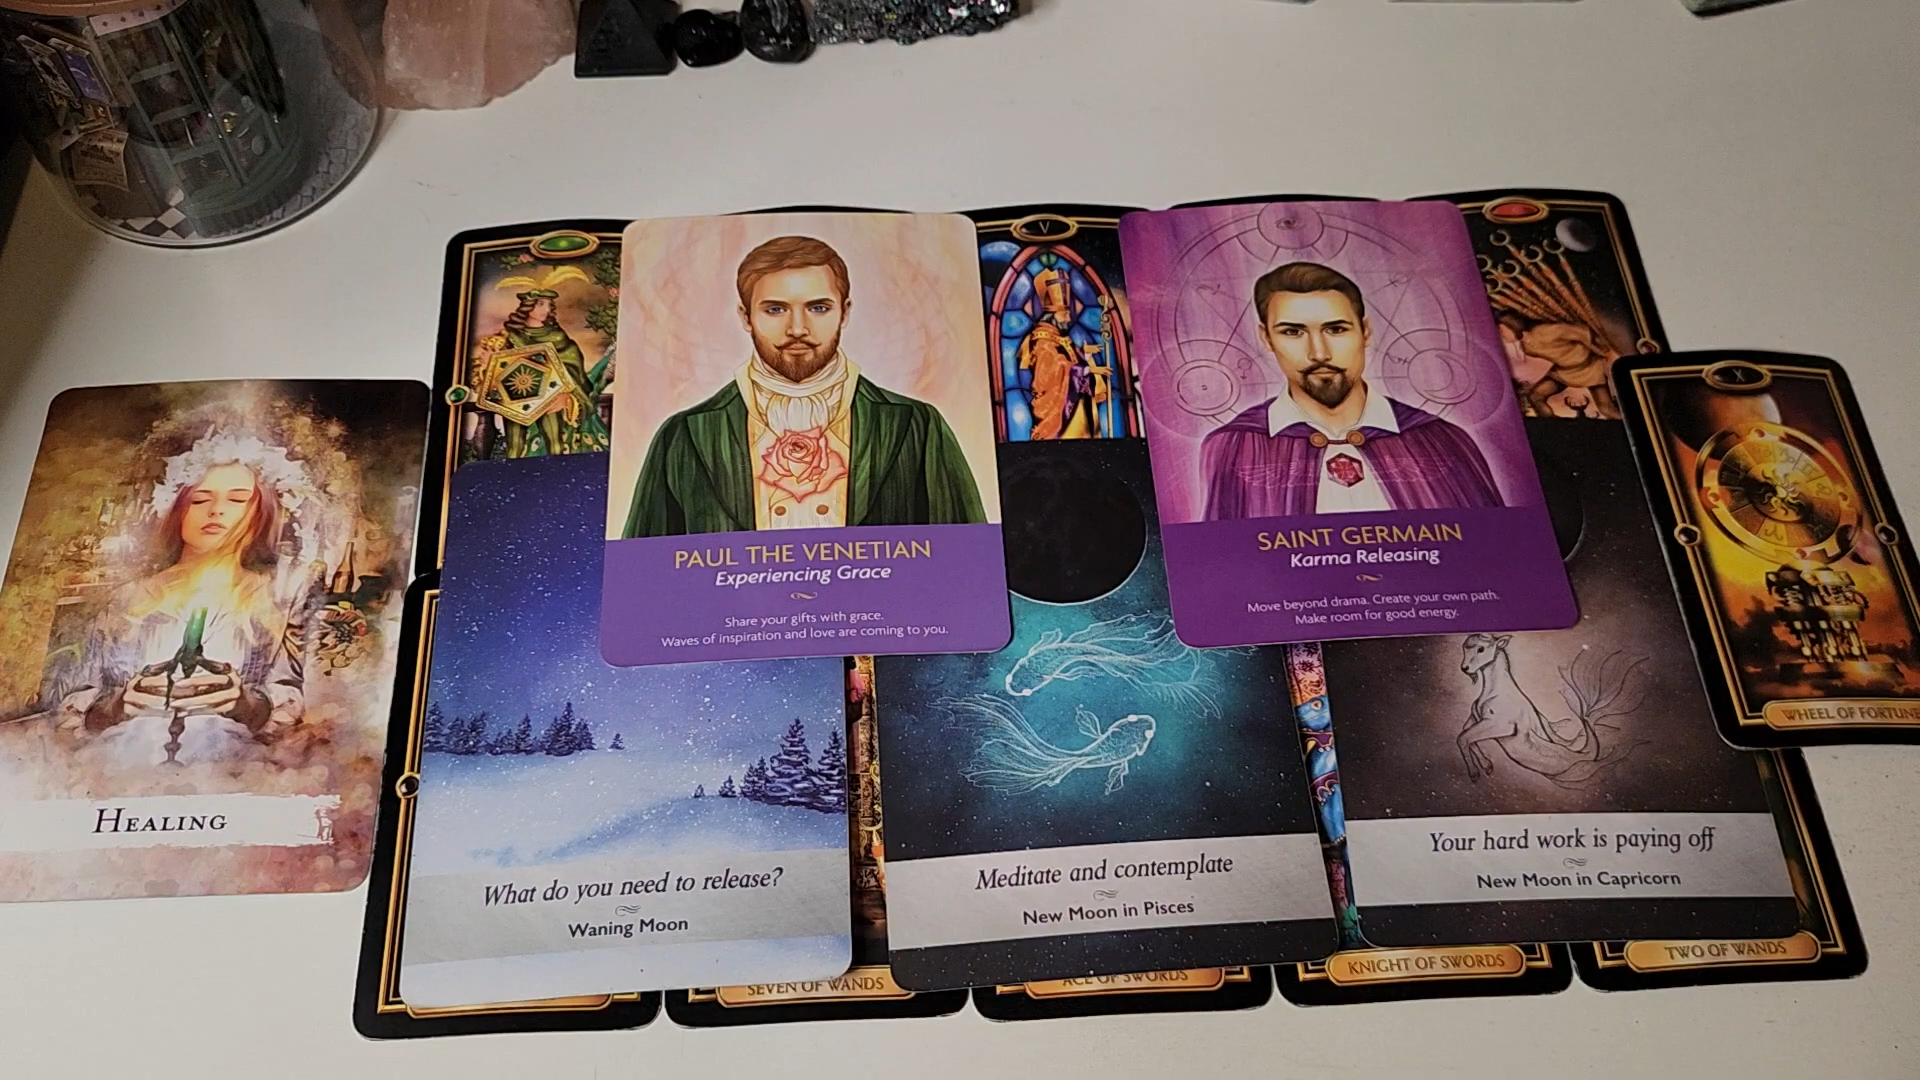 V
X
PAUL THE VENETIAN
Experiencing Grace
Share your gifts with grace.
Waves of inspiration and love are coming to you.
SAINT GERMAIN
Karma Releasing
Move beyond drama. Create your own path.
Make room for good energy.
WHEEL OF FORTUNE
HEALING
What do you need to release?
Waning Moon
Meditate and contemplate
New Moon in Pisces
Your hard work is paying off
New Moon in Capricorn
SEVEN OF WANDS
ACE OF SWORDS
KNIGHT OF SWORDS
TWO OF WANDS